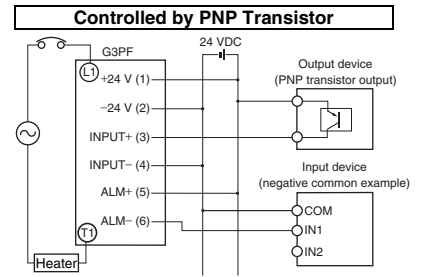 Controlled by PNP Transistor
24 VDC
G3PF
L1
+24 V (1)
−24 V (2)
INPUT+ (3)
INPUT− (4)
ALM+ (5)
ALM− (6)
T1
Heater
Output device
(PNP transistor output)
Input device
(negative common example)
COM
IN1
IN2